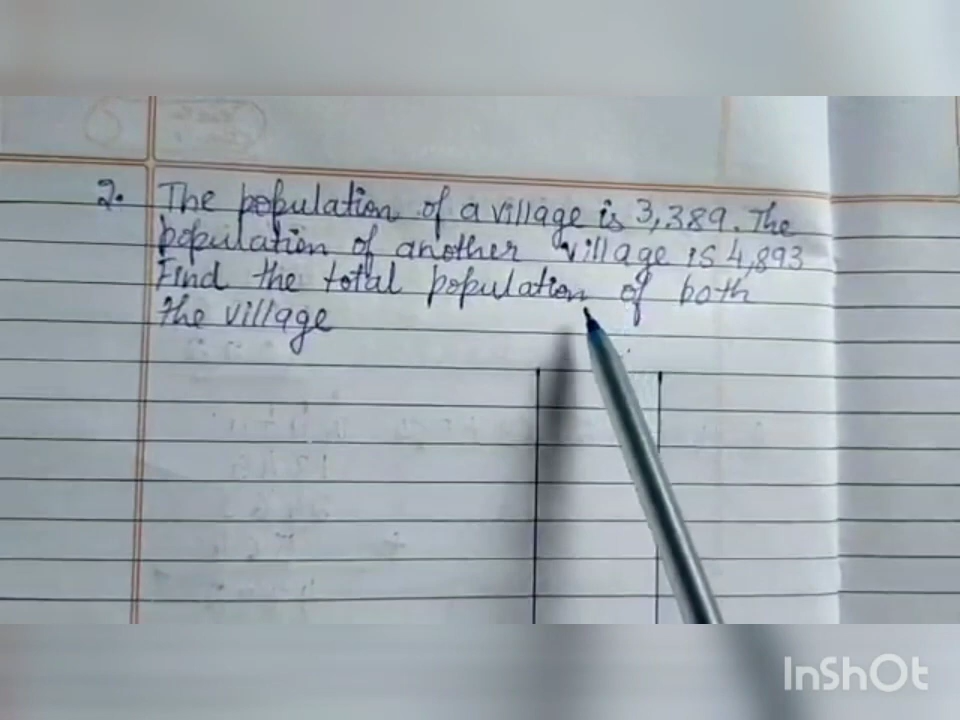 2. The population of a village is 3,389. The
population of another village is 4,893
Find the total population of both
the village
InShOt